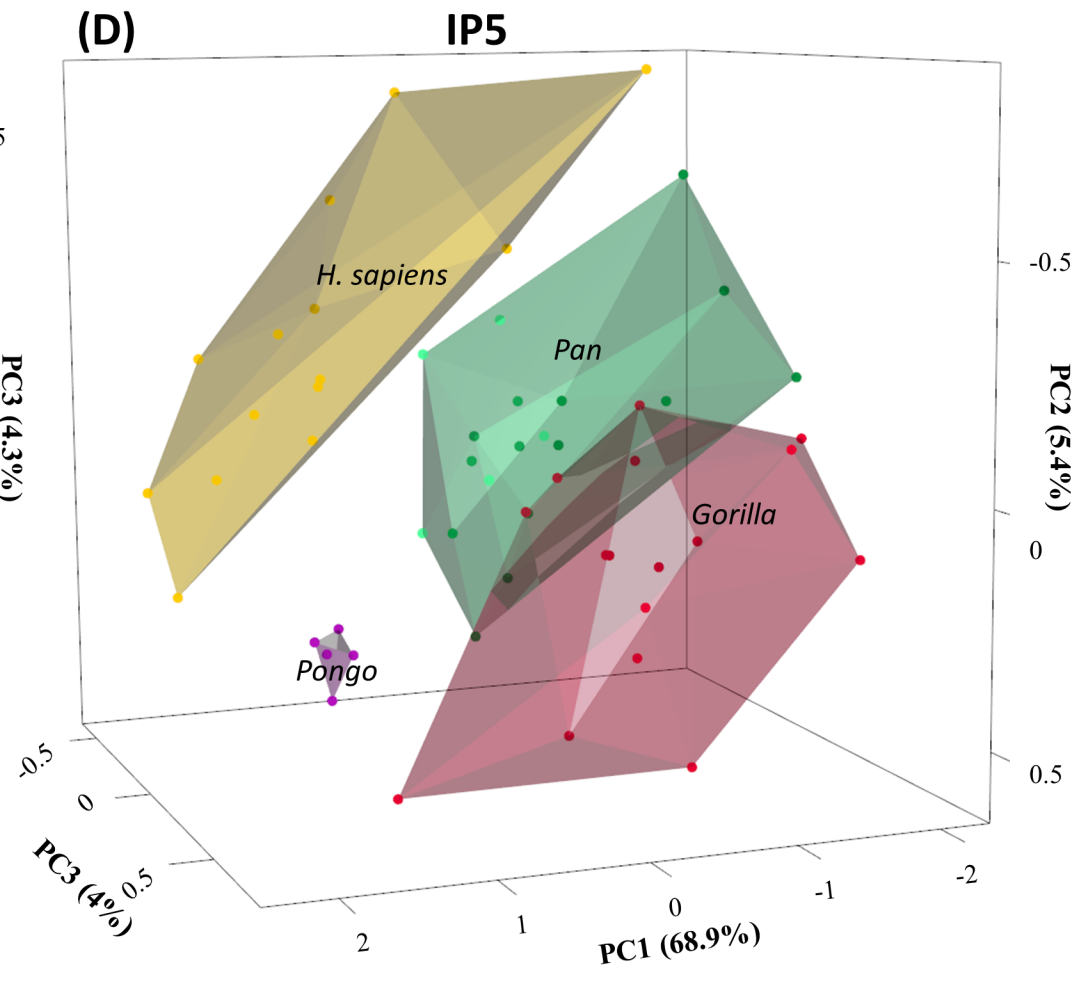 (D)
IP5
5
PC3 (4.3%)
H. sapiens
Pan
Gorilla
Pongo
-0.5
0
0.5
PC2 (5.4%)
-0.5
0
0.5
PC3 (4%)
2
1
0
-1
-2
PC1 (68.9%)